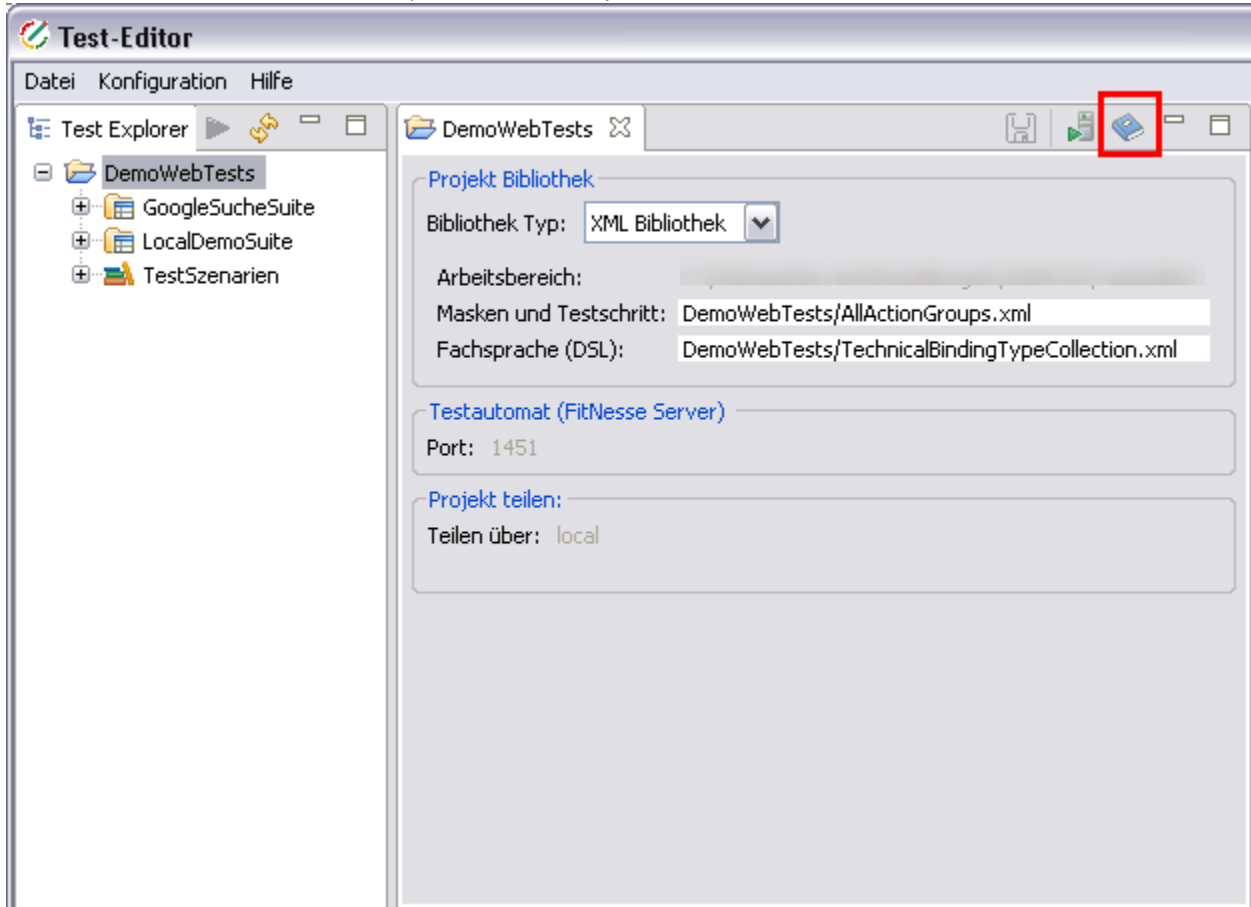 Test-Editor
Datei Konfiguration Hilfe
Test Explorer
DemoWebTests
GoogleSucheSuite
LocalDemoSuite
TestSzenarien
DemoWebTests
Projekt Bibliothek
Bibliothek Typ: XML Bibliothek
Arbeitsbereich:
Masken und Testschritt: DemoWebTests/AllActionGroups.xml
Fachsprache (DSL): DemoWebTests/TechnicalBindingTypeCollection.xml
Testautomat (FitNesse Server)
Port: 1451
Projekt teilen:
Teilen über: local